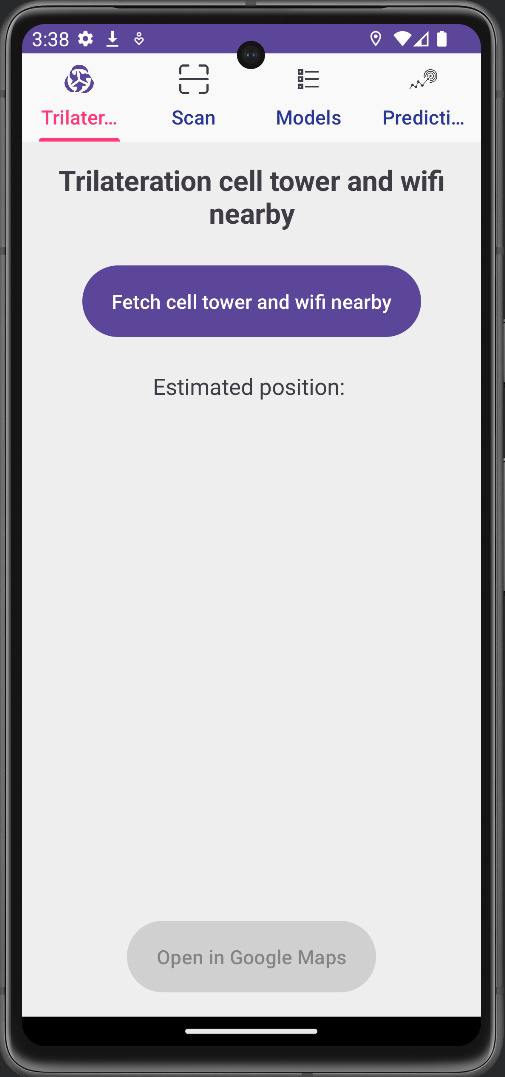 3:38
Trilater...
Scan
Models
Predicti...
Trilateration cell tower and wifi
nearby
Fetch cell tower and wifi nearby
Estimated position:
Open in Google Maps